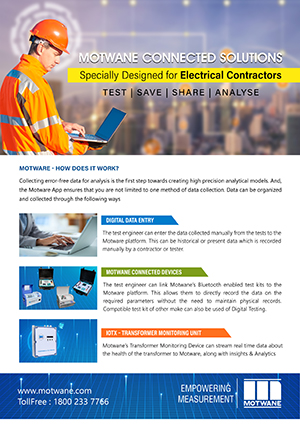 MOTWANE CONNECTED SOLUTIONS
Specially Designed for Electrical Contractors
TEST | SAVE | SHARE | ANALYSE
MOTWARE - HOW DOES IT WORK?
Collecting error-free data for analysis is the first step towards creating high precision analytical models. And,
the Motware App ensures that you are not limited to one method of data collection. Data can be organized
and collected through the following ways
DIGITAL DATA ENTRY
The test engineer can enter the data collected manually from the tests to the
Motware platform. This can be historical or present data which is recorded
manually by a contractor or tester.
MOTWANE CONNECTED DEVICES
The test engineer can link Motwane's Bluetooth enabled test kits to the
Motware platform. This allows them to directly record the data on the
required parameters without the need to maintain physical records.
Compatible test kit of other make can also be used of Digital Testing.
IOTX - TRANSFORMER MONITORING UNIT
Motwane's Transformer Monitoring Device can stream real time data about
the health of the transformer to Motware, along with insights & Analytics
www.motwane.com
TollFree : 1800 233 7766
EMPOWERING
MEASUREMENT
MOTWANE